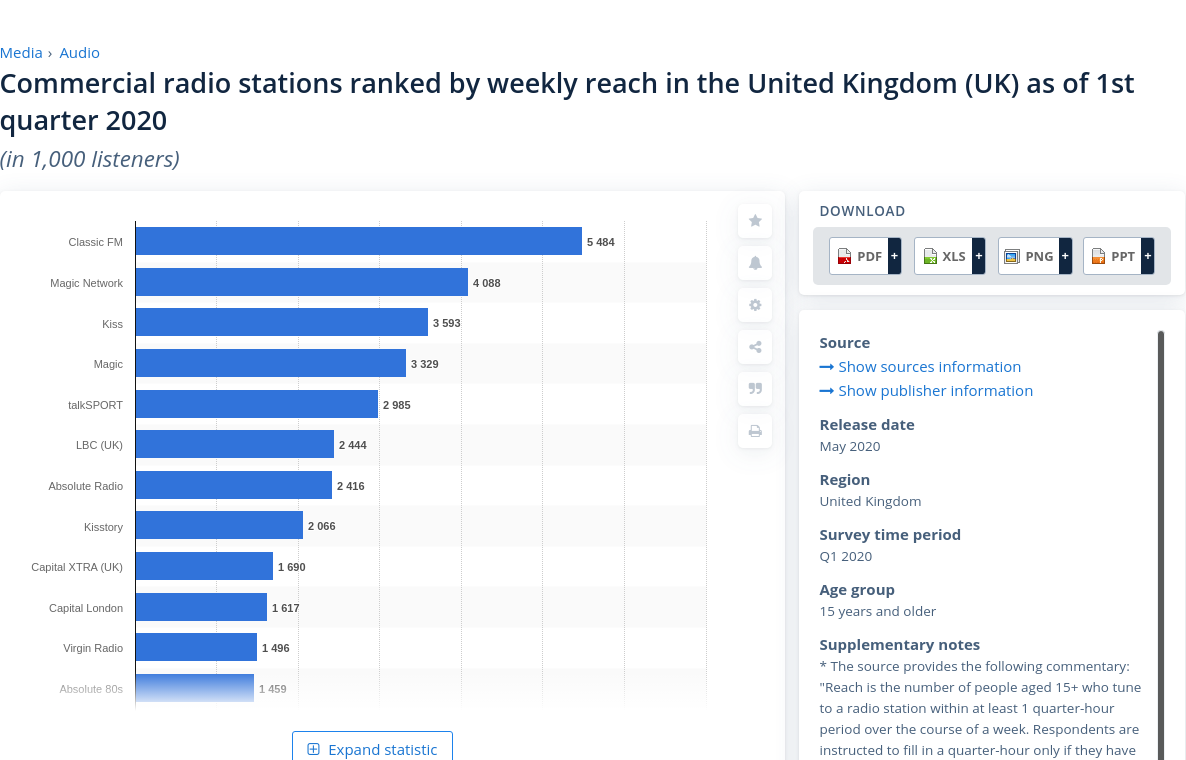 Media › Audio
Commercial radio stations ranked by weekly reach in the United Kingdom (UK) as of 1st
quarter 2020
(in 1,000 listeners)
Classic FM 5 484
Magic Network 4 088
Kiss 3 593
Magic 3 329
talkSPORT 2 985
LBC (UK) 2 444
Absolute Radio 2 416
Kisstory 2 066
Capital XTRA (UK) 1 690
Capital London 1 617
Virgin Radio 1 496
Absolute 80s 1 459
Expand statistic
DOWNLOAD
PDF + XLS + PNG + PPT +
Source
Show sources information
Show publisher information
Release date
May 2020
Region
United Kingdom
Survey time period
Q1 2020
Age group
15 years and older
Supplementary notes
* The source provides the following commentary:
"Reach is the number of people aged 15+ who tune
to a radio station within at least 1 quarter-hour
period over the course of a week. Respondents are
instructed to fill in a quarter-hour only if they have